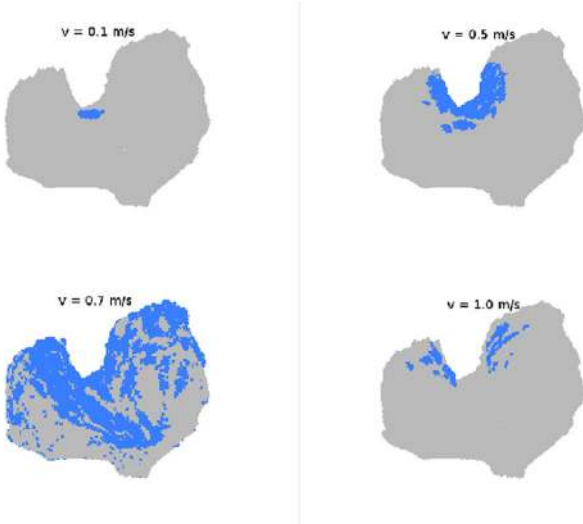 v = 0.1 m/s
v = 0.5 m/s
v = 0.7 m/s
v = 1.0 m/s